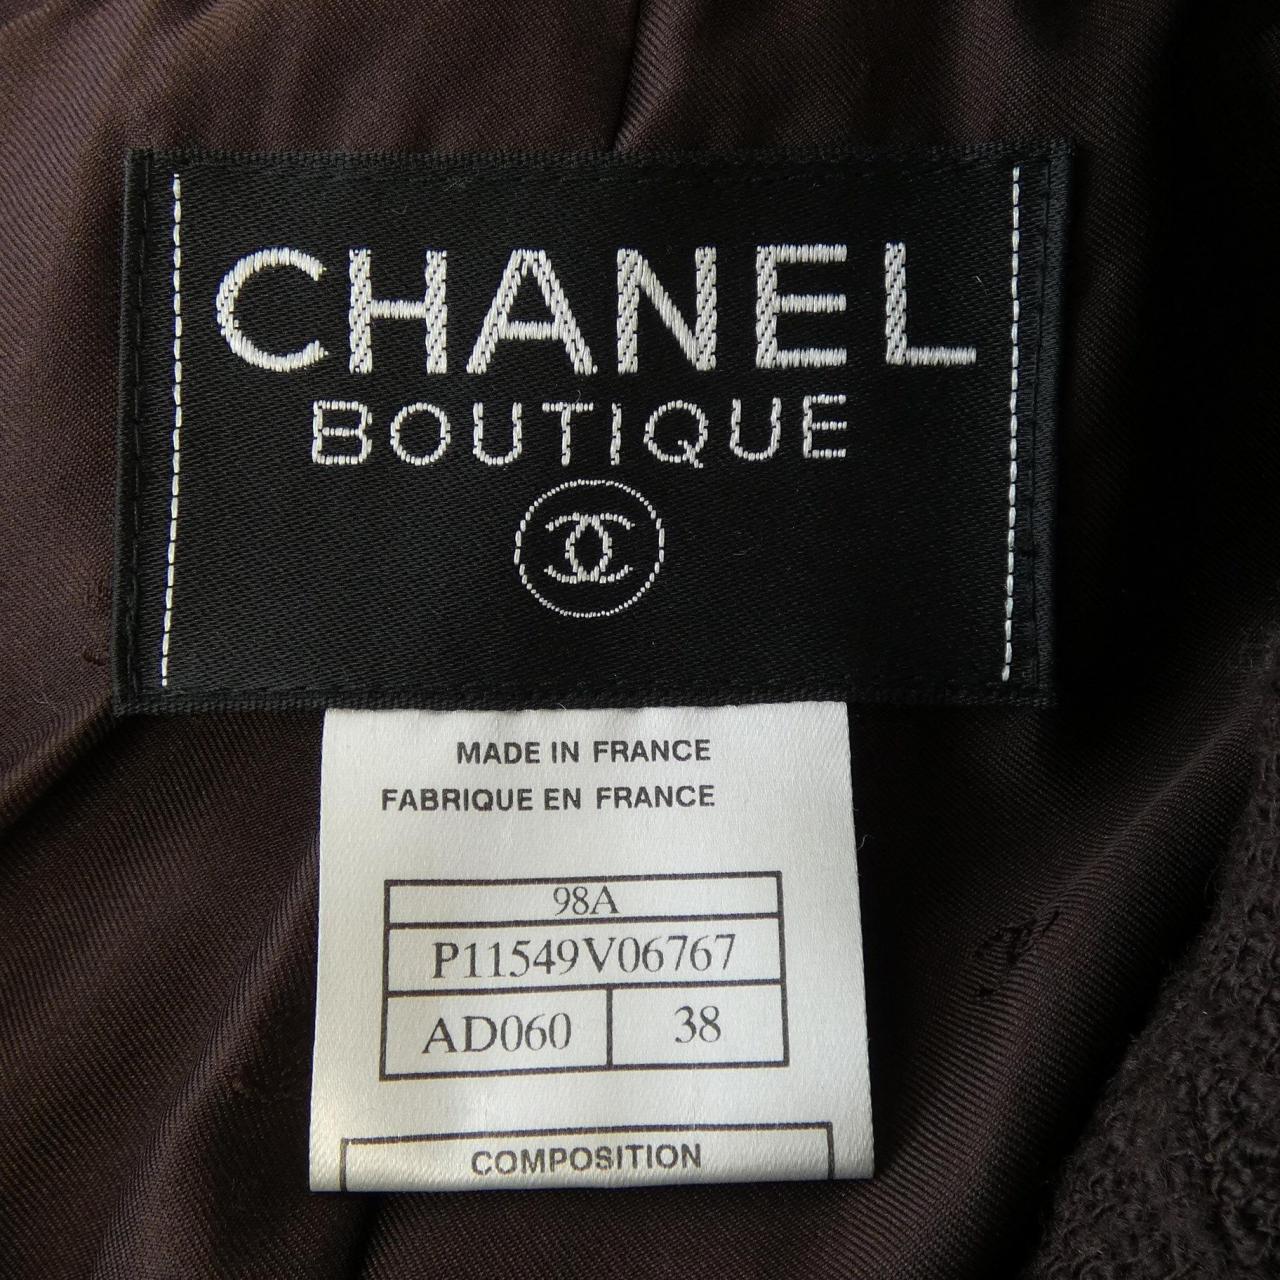 CHANEL
BOUTIQUE
MADE IN FRANCE
FABRIQUE EN FRANCE
98A
P11549V06767
AD060 38
COMPOSITION